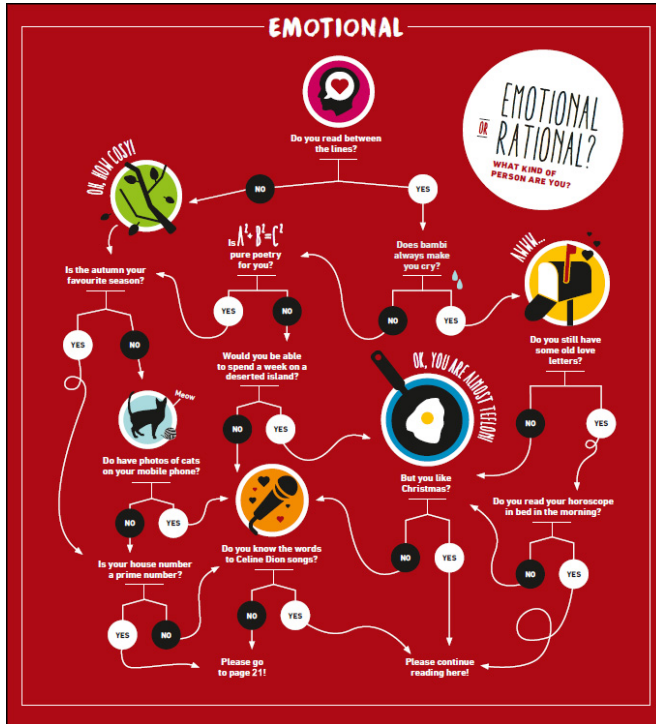 EMOTIONAL
EMOTIONAL
OR
RATIONAL?
WHAT KIND OF
PERSON ARE YOU?
Do you read between
the lines?
NO
YES
OH, HOW COSY!
Is the autumn your
favourite season?
YES
NO
Is A²+B²=C²
pure poetry
for you?
YES
NO
Does bambi
always make
you cry?
NO
YES
AWWW...
Do you still have
some old love
letters?
NO
YES
Would you be able
to spend a week on a
deserted island?
NO
YES
OK, YOU ARE ALMOST TEFLON!
But you like
Christmas?
NO
YES
Meow
Do have photos of cats
on your mobile phone?
NO
YES
Do you read your horoscope
in bed in the morning?
NO
YES
Do you know the words
to Celine Dion songs?
NO
YES
Is your house number
a prime number?
YES
NO
Please go
to page 21!
Please continue
reading here!